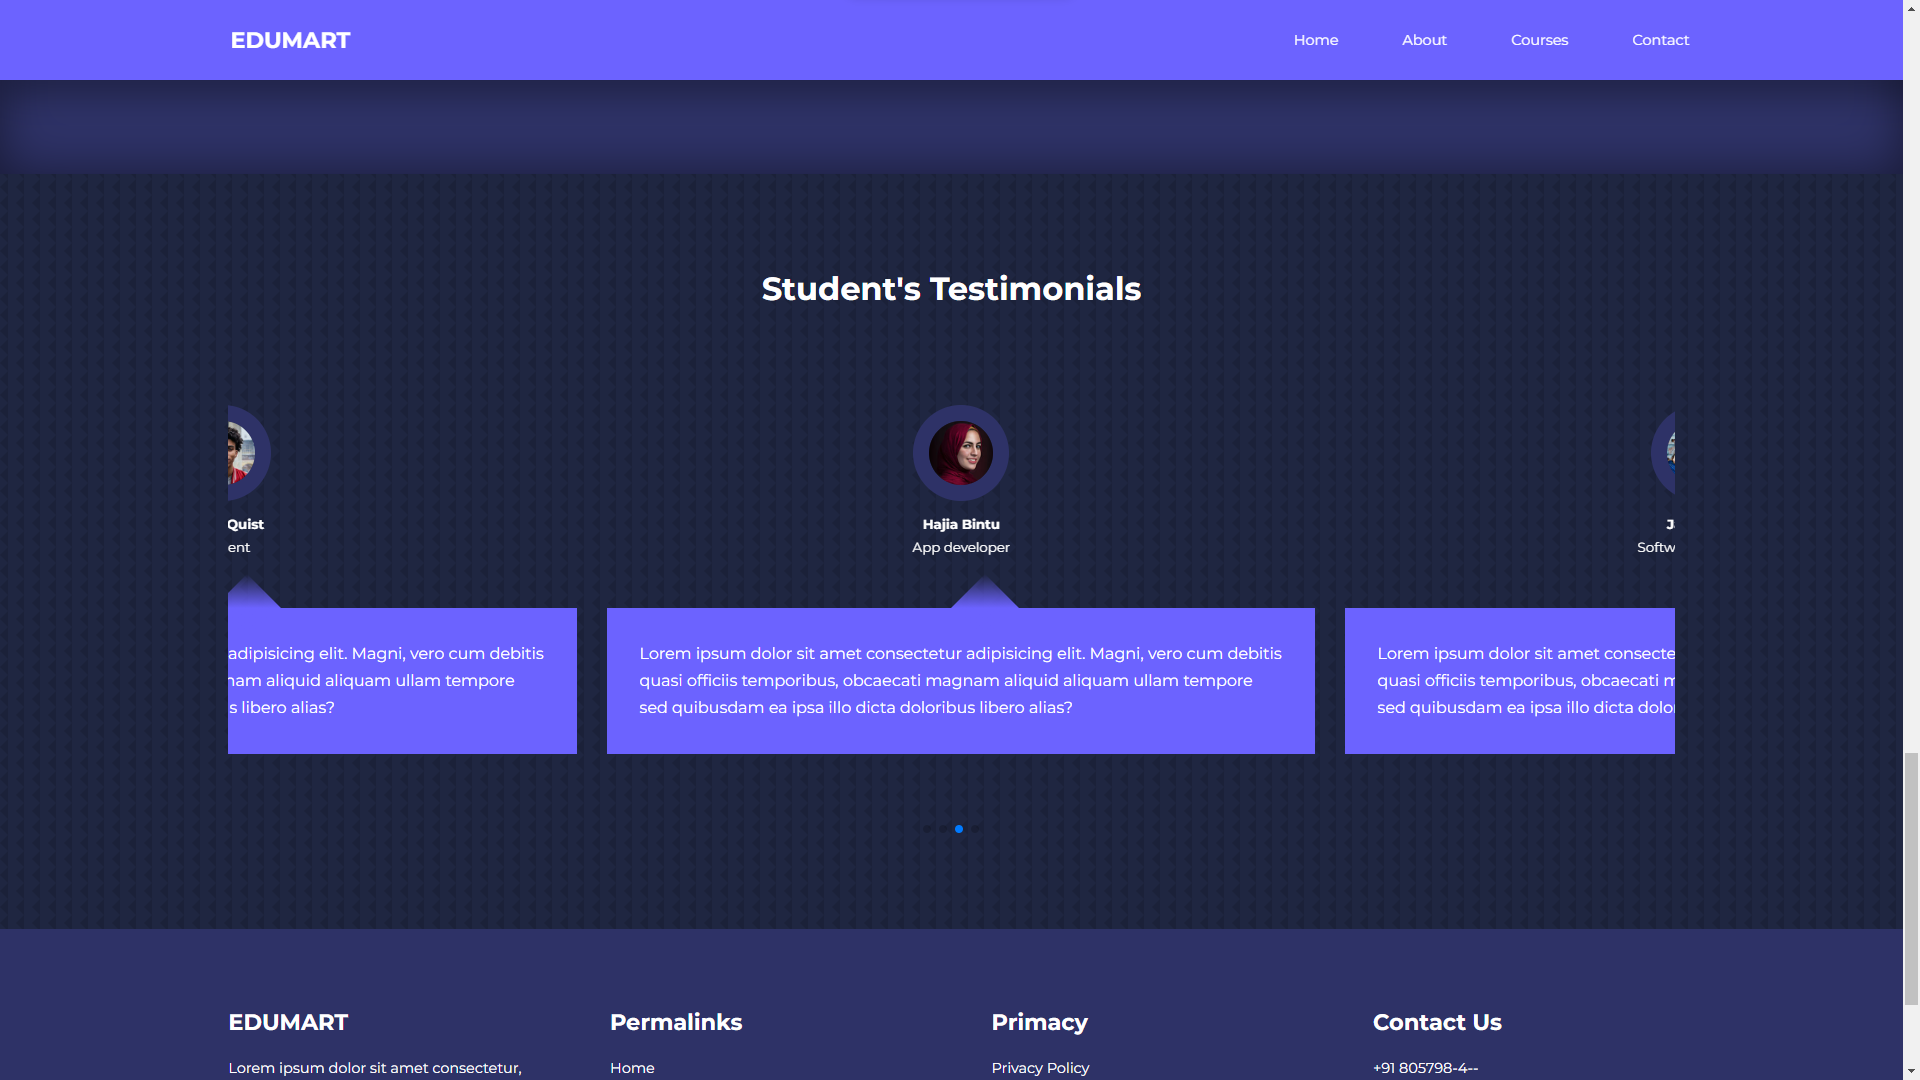 EDUMART
Home
About
Courses
Contact
Student's Testimonials
Quist
ent
adipisicing elit. Magni, vero cum debitis
aliquid aliquam ullam tempore
libero alias?
Hajia Bintu
App developer
Lorem ipsum dolor sit amet consectetur adipisicing elit. Magni, vero cum debitis
quasi officiis temporibus, obcaecati magnam aliquid aliquam ullam tempore
sed quibusdam ea ipsa illo dicta doloribus libero alias?
Softw
Lorem ipsum dolor sit amet consecte
quasi officiis temporibus, obcaecati
sed quibusdam ea ipsa illo dicta dolo
EDUMART
Lorem ipsum dolor sit amet consectetur,
Permalinks
Home
Primacy
Privacy Policy
Contact Us
+91 805798-4--